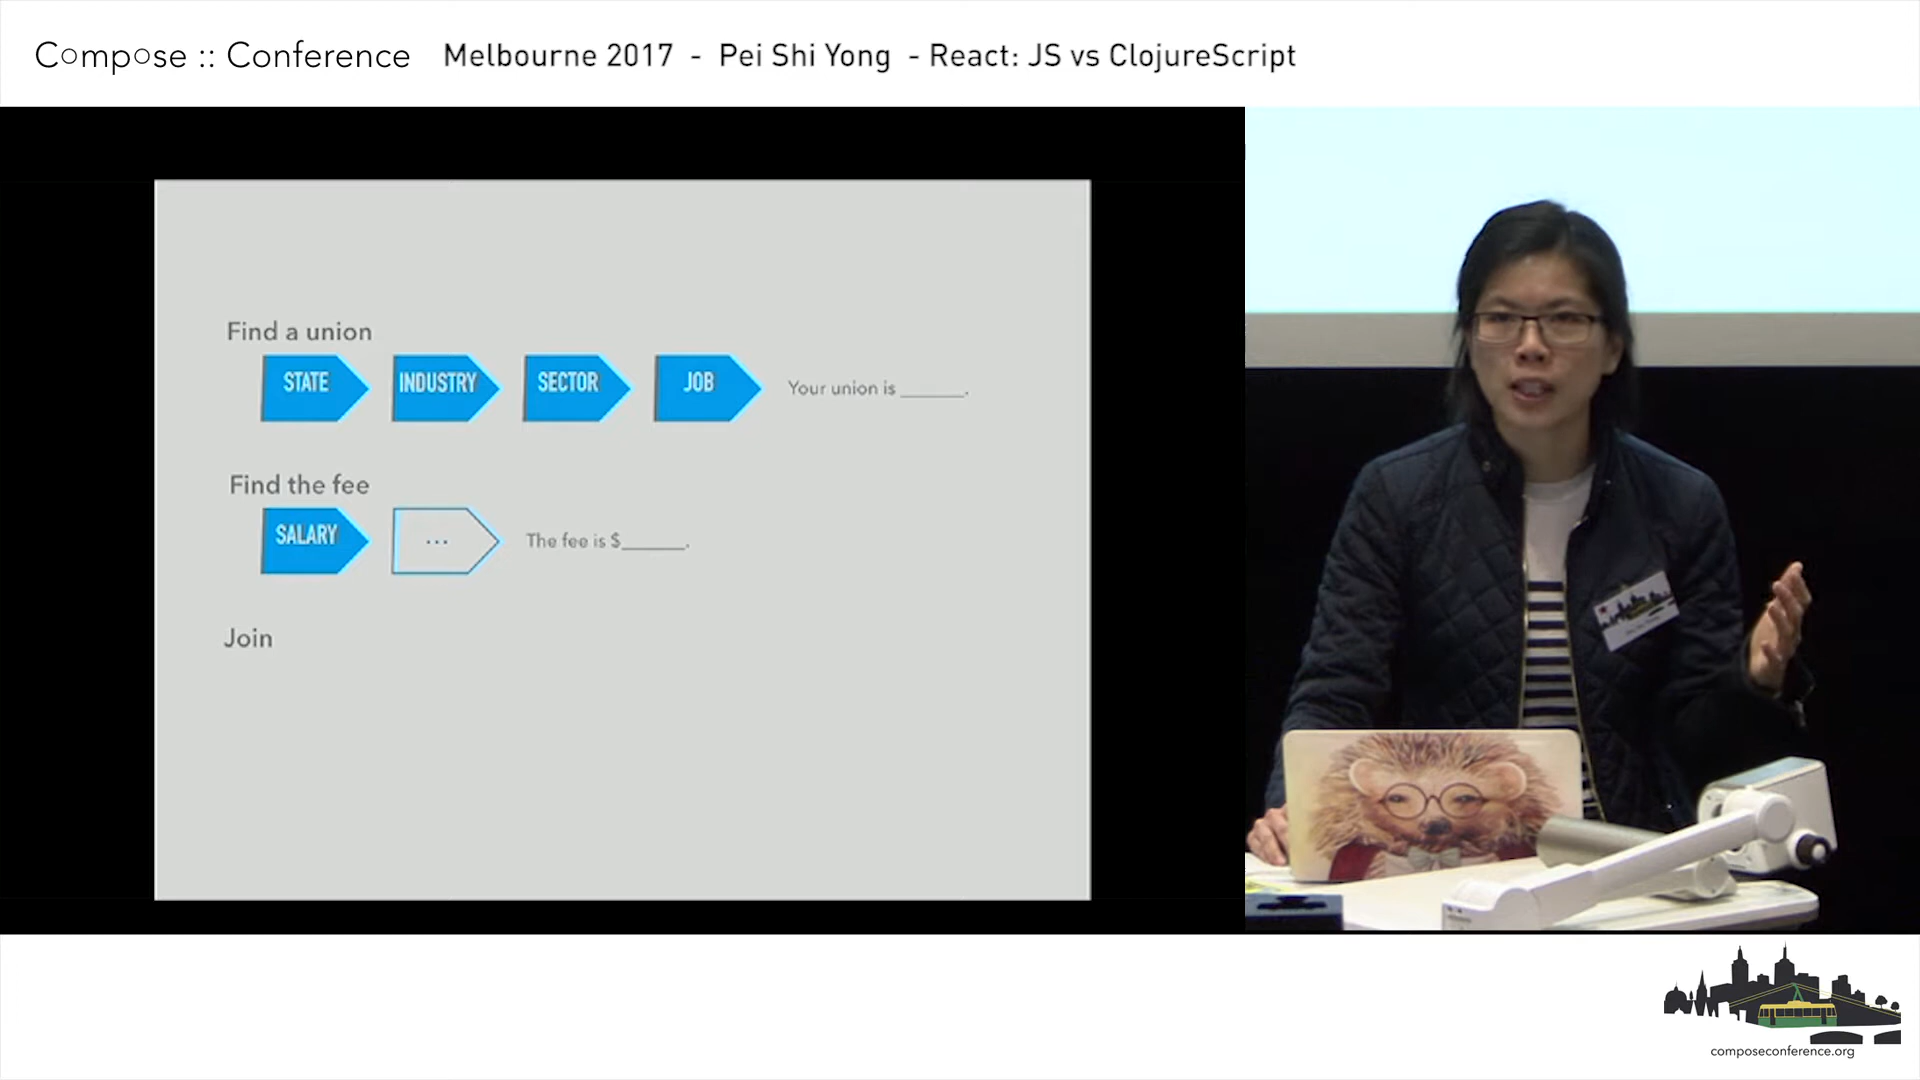 Compose :: Conference Melbourne 2017 - Pei Shi Yong - React: JS vs ClojureScript
Find a union
STATE INDUSTRY SECTOR JOB Your union is ______.
Find the fee
SALARY ... The fee is $______.
Join
composeconference.org